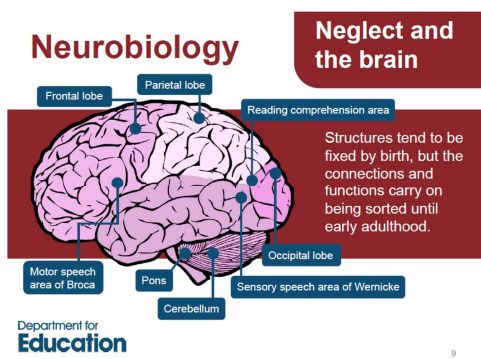 Neurobiology
Neglect and
the brain
Parietal lobe
Frontal lobe
Reading comprehension area
Structures tend to be
fixed by birth, but the
connections and
functions carry on
being sorted until
early adulthood.
Occipital lobe
Motor speech
area of Broca
Pons
Sensory speech area of Wernicke
Cerebellum
Department for
Education
9